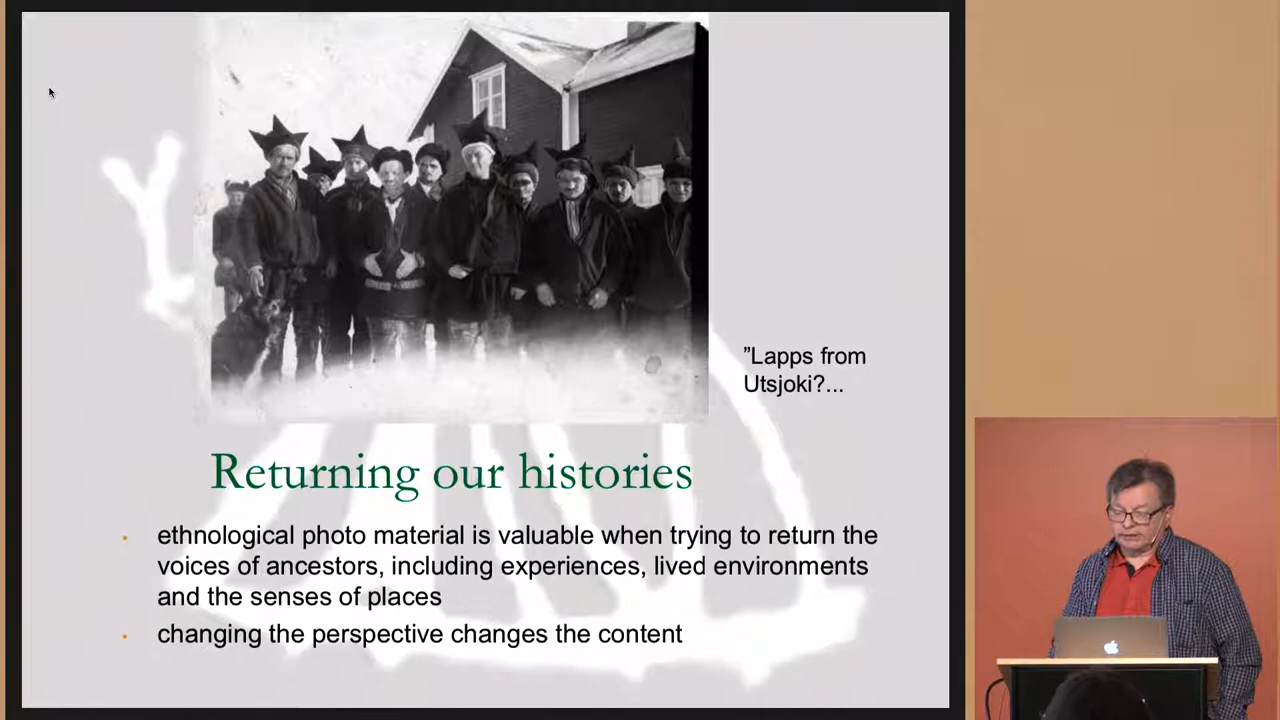 ”Lapps from
Utsjoki?...
Returning our histories
ethnological photo material is valuable when trying to return the
voices of ancestors, including experiences, lived environments
and the senses of places
changing the perspective changes the content